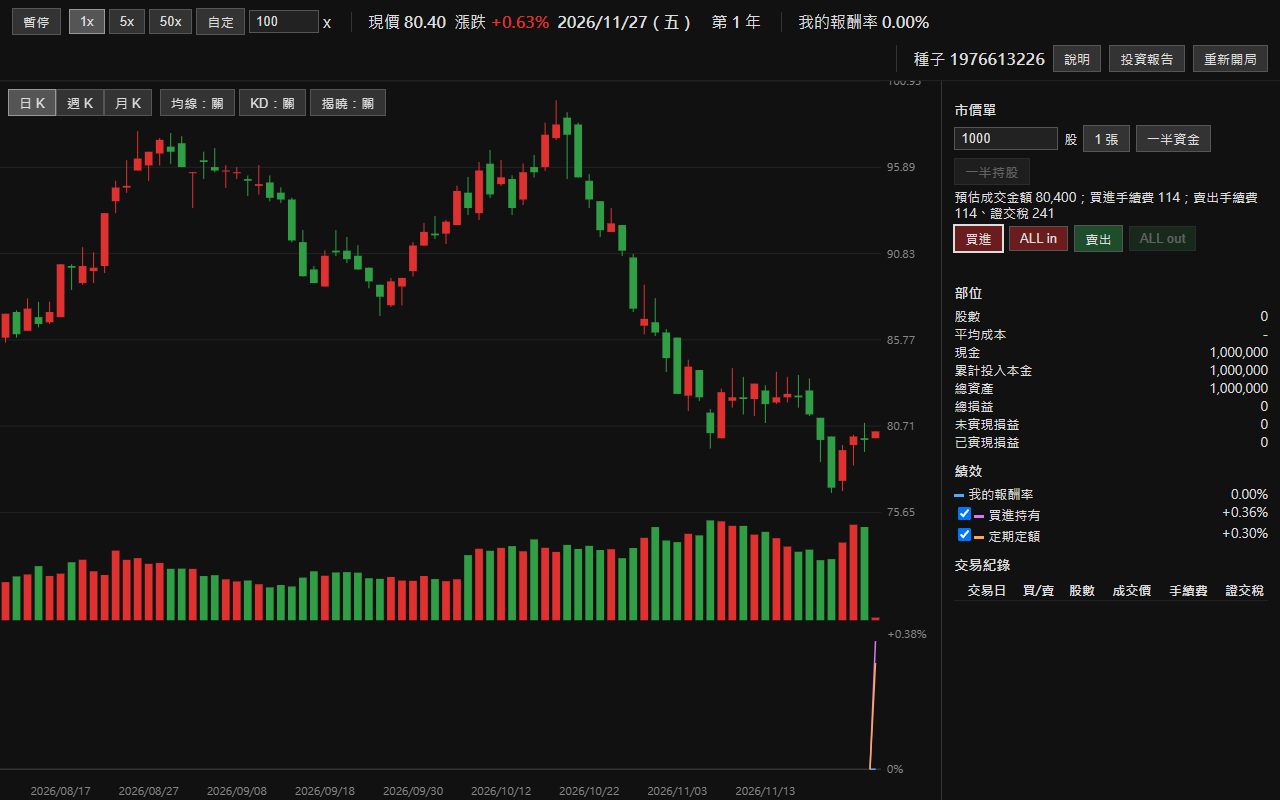 暫停 1x 5x 50x 自定 100 x 現價 80.40 漲跌 +0.63% 2026/11/27 ( 五 ) 第 1 年 我的報酬率 0.00%
種子 1976613226 說明 投資報告 重新開局
日 K 週 K 月 K 均線：關 KD：關 揭曉：關
100.95
95.89
90.83
85.77
80.71
75.65
+0.38%
0%
2026/08/17 2026/08/27 2026/09/08 2026/09/18 2026/09/30 2026/10/12 2026/10/22 2026/11/03 2026/11/13
市價單
1000 股 1 張 一半資金
一半持股
預估成交金額 80,400；買進手續費 114；賣出手續費
114、證交稅 241
買進 ALL in 賣出 ALL out
部位
股數 0
平均成本 -
現金 1,000,000
累計投入本金 1,000,000
總資產 1,000,000
總損益 0
未實現損益 0
已實現損益 0
績效
我的報酬率 0.00%
買進持有 +0.36%
定期定額 +0.30%
交易紀錄
交易日 買/賣 股數 成交價 手續費 證交稅